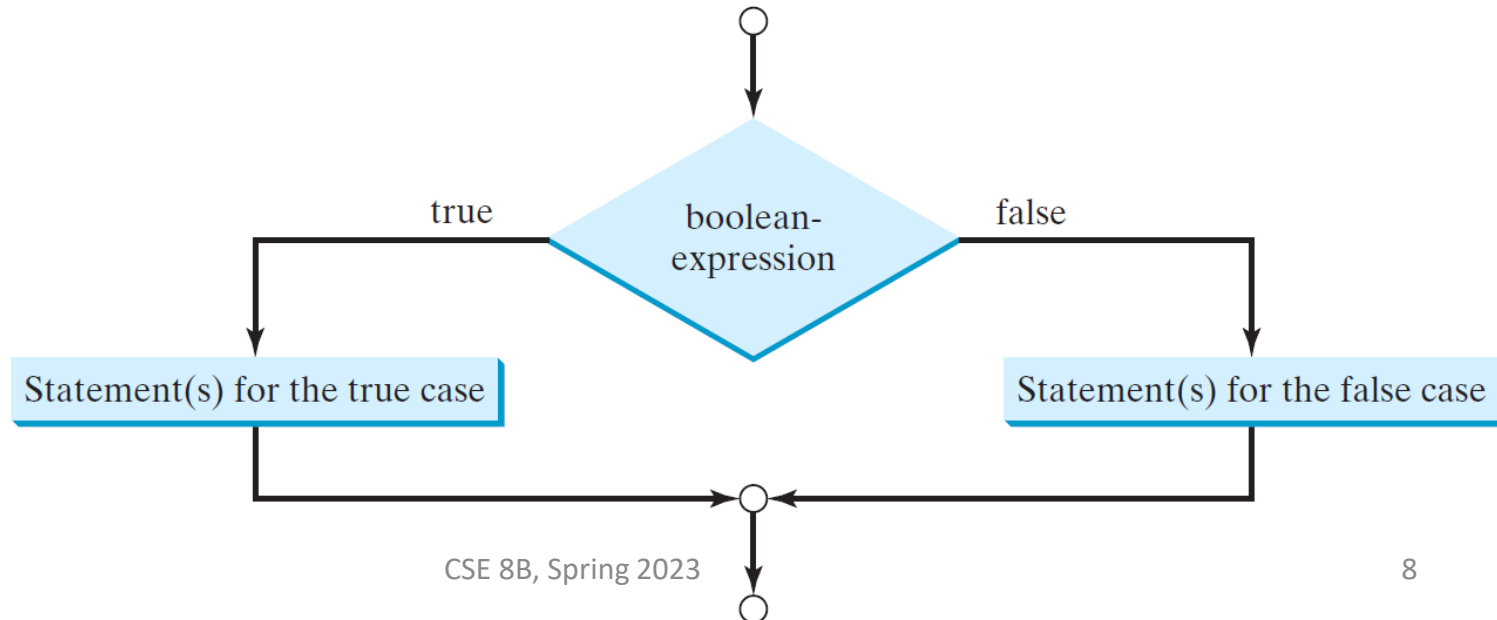 true
false
boolean-
expression
Statement(s) for the true case
Statement(s) for the false case
CSE 8B, Spring 2023
8